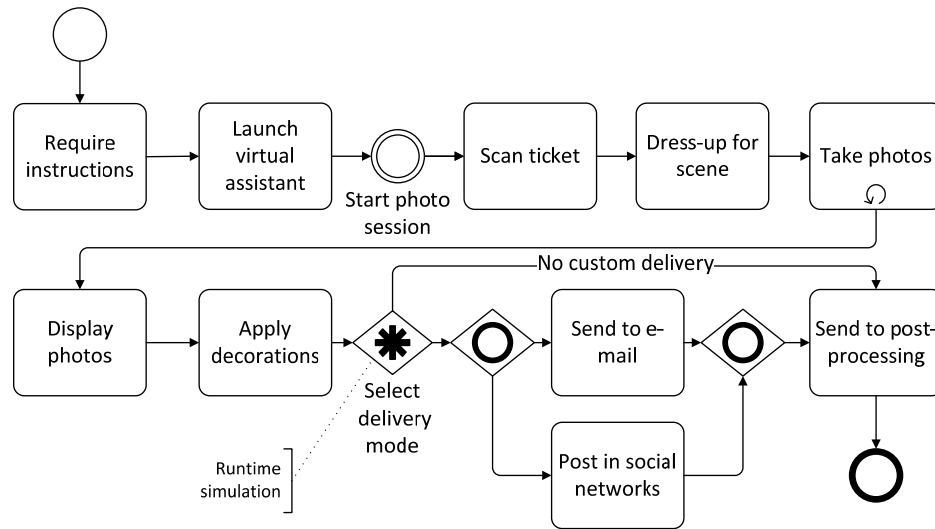 Require
instructions
Launch
virtual
assistant
Start photo
session
Scan ticket
Dress-up for
scene
Take photos
No custom delivery
Display
photos
Apply
decorations
Select
delivery
mode
Send to e-
mail
Send to post-
processing
Runtime
simulation
Post in social
networks